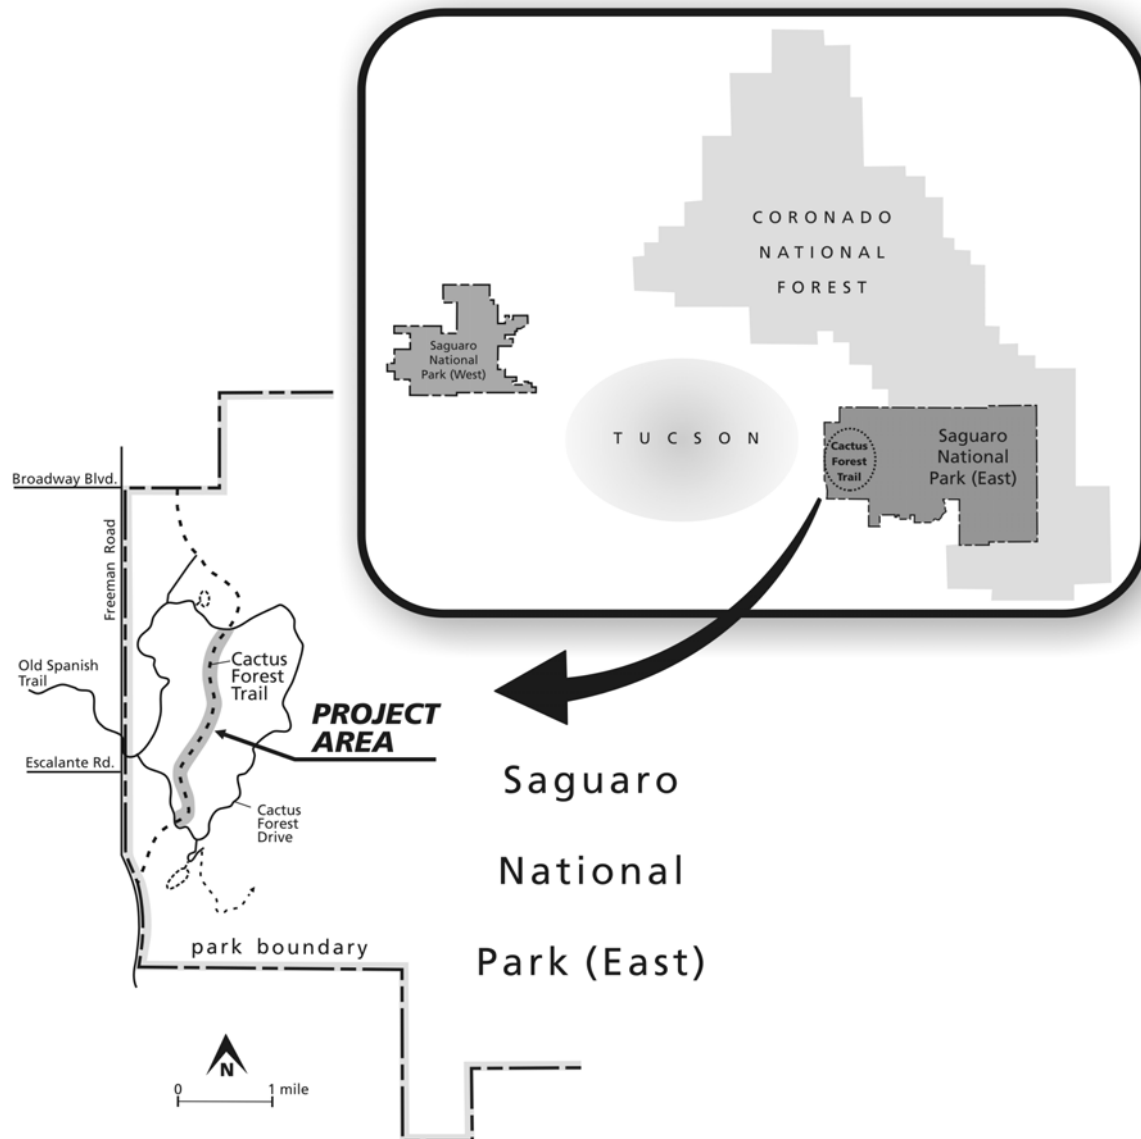 CORONADO
NATIONAL
FOREST
Saguaro
National
Park (West)
TUCSON
Cactus
Forest
Trail
Saguaro
National
Park (East)
Broadway Blvd.
Freeman Road
Old Spanish
Trail
Escalante Rd.
Cactus
Forest
Trail
PROJECT
AREA
Cactus
Forest
Drive
Saguaro
National
Park (East)
park boundary
N
0 1 mile